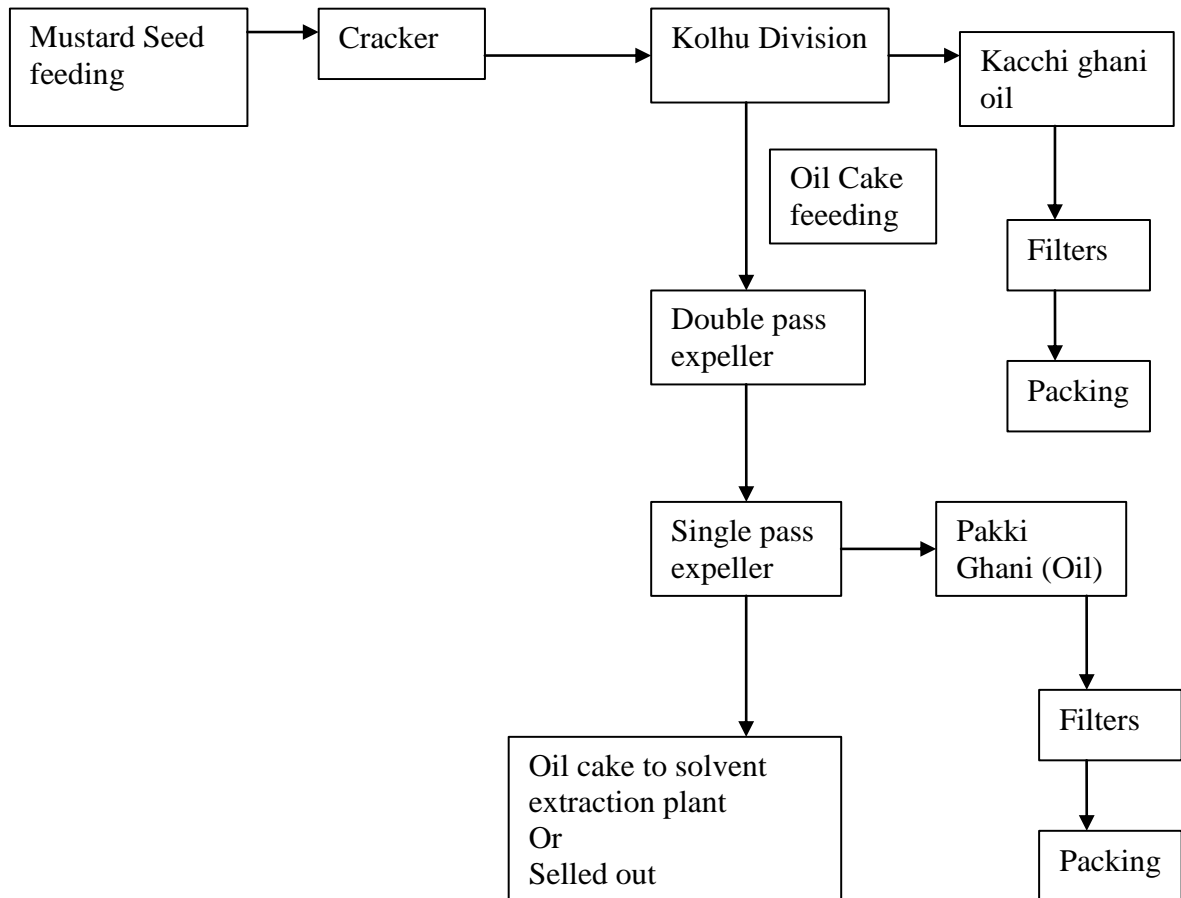 Mustard Seed
feeding
Cracker
Kolhu Division
Kacchi ghani
oil
Oil Cake
feeeding
Filters
Double pass
expeller
Packing
Single pass
expeller
Pakki
Ghani (Oil)
Filters
Oil cake to solvent
extraction plant
Or
Selled out
Packing